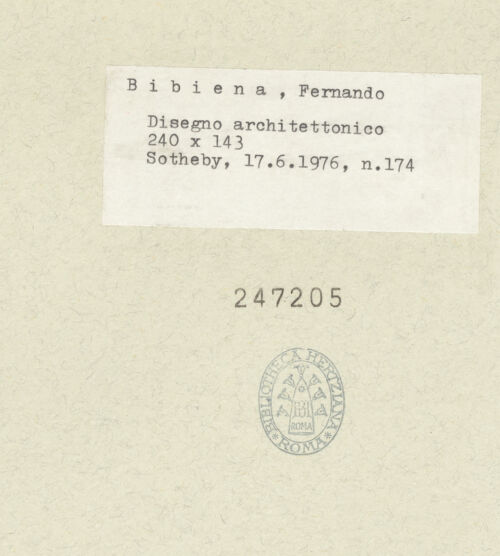 B i b i e n a , Fernando
Disegno architettonico
240 x 143
Sotheby, 17.6.1976, n.174
247205
BIBLIOTHECA HERTZIANA
ROMA
* ROMA *